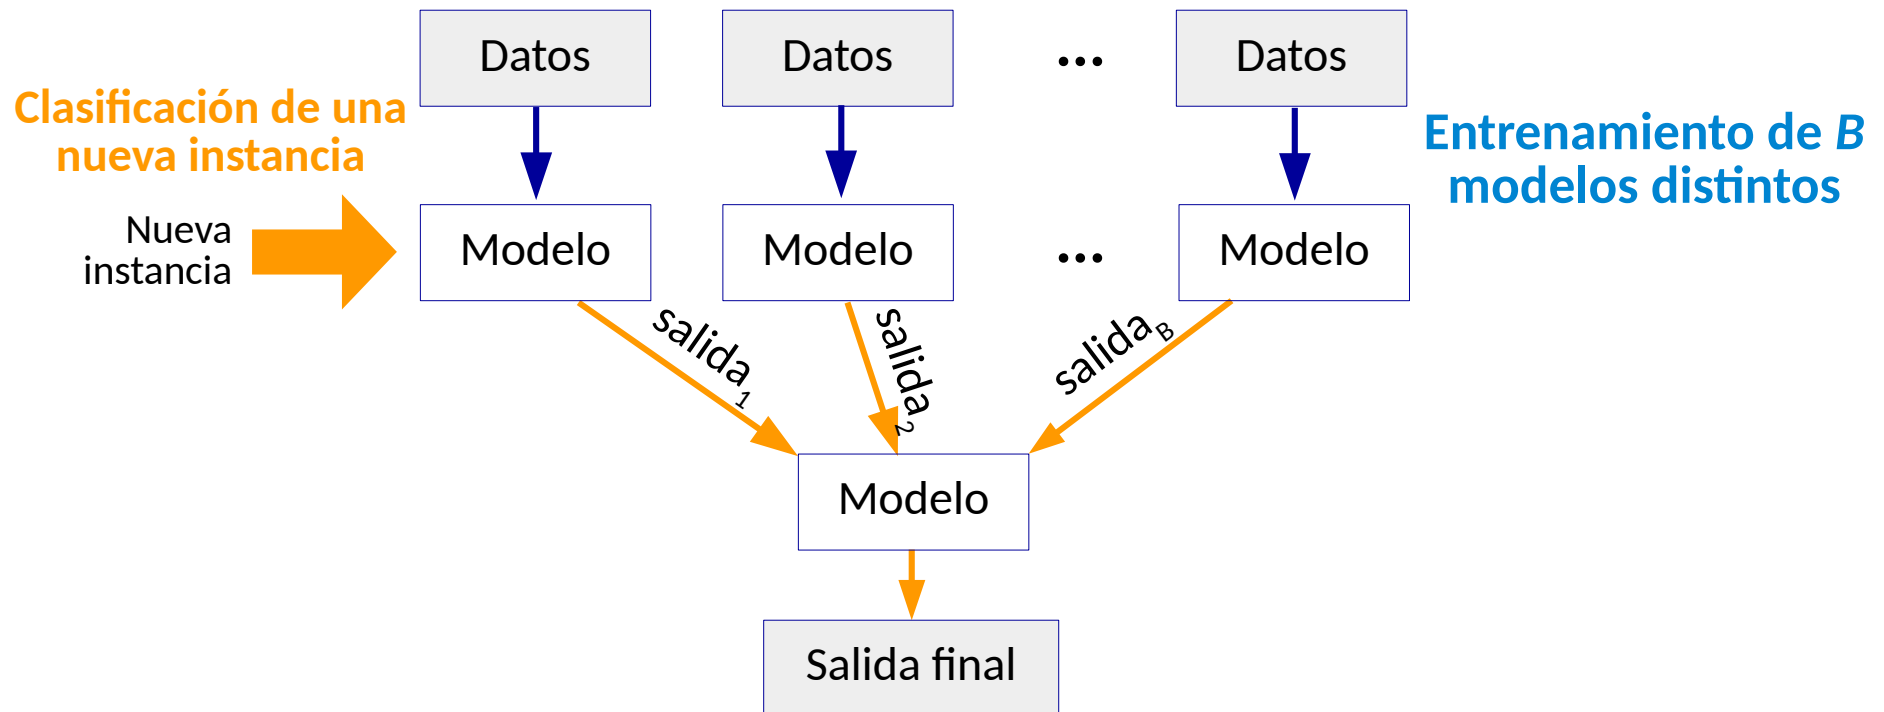 Datos
Datos
...
Datos
Clasificación de una
nueva instancia
Entrenamiento de B
modelos distintos
Nueva
instancia
Modelo
Modelo
...
Modelo
salida1
salida2
salidaB
Modelo
Salida final